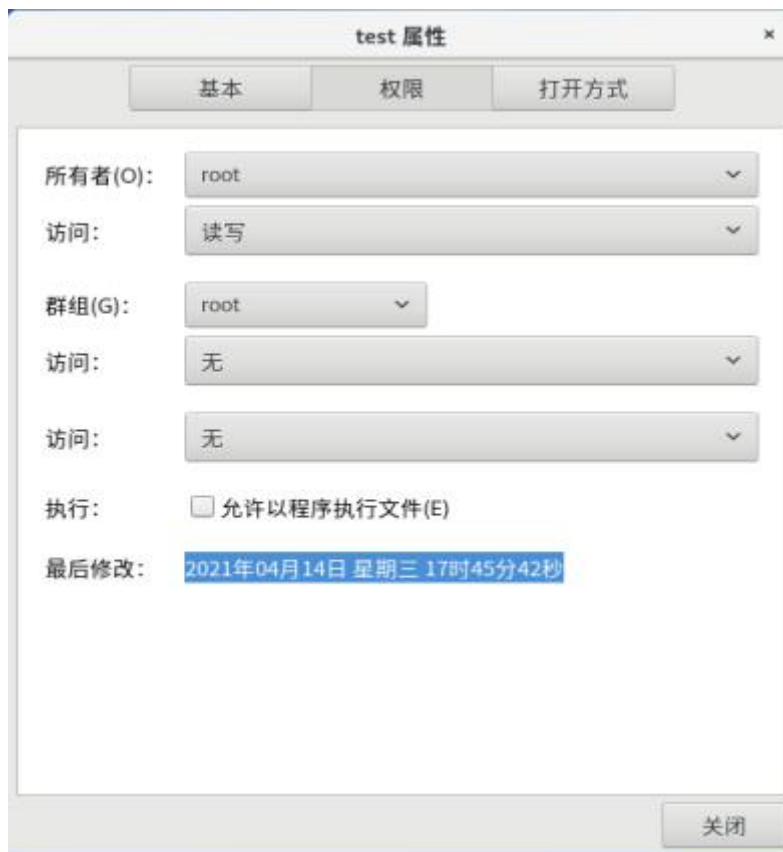 test 属性 ×
基本 权限 打开方式
所有者(O): root
访问: 读写
群组(G): root
访问: 无
访问: 无
执行: 允许以程序执行文件(E)
最后修改: 2021年04月14日 星期三 17时45分42秒
关闭